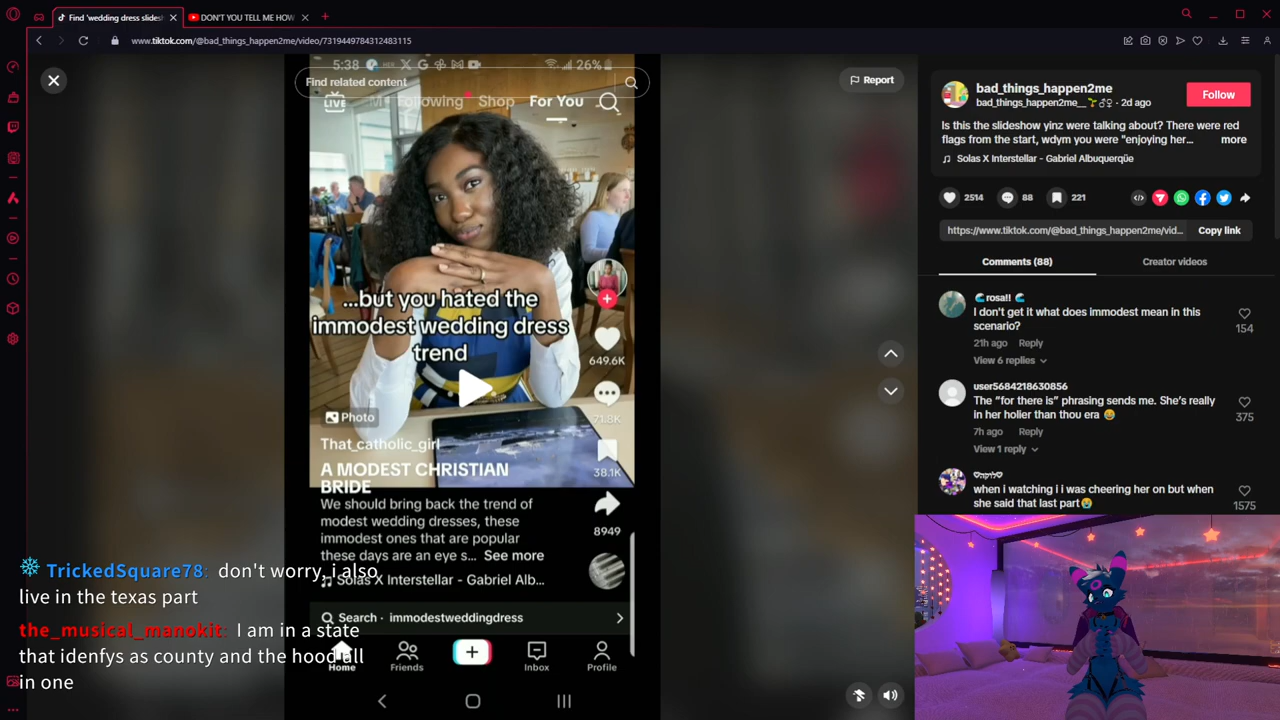 Find 'wedding dress slidesh
DON'T YOU TELL ME HOW
www.tiktok.com/@bad_things_happen2me/video/7319449784312483115
5:38
26%
Find related content
Report
LIVE
Following
Shop
For You
...but you hated the
immodest wedding dress
trend
649.6K
71.8K
38.1K
8949
Photo
That_catholic_girl
A MODEST CHRISTIAN
BRIDE
We should bring back the trend of
modest wedding dresses, these
immodest ones that are popular
these days are an eye s... See more
Solas X Interstellar - Gabriel Alb...
Search · immodestweddingdress
Home
Friends
Inbox
Profile
TrickedSquare78: don't worry, i also
live in the texas part
the_musical_manokit: I am in a state
that idenfys as county and the hood all
in one
bad_things_happen2me
bad_things_happen2me__ · 2d ago
Follow
Is this the slideshow yinz were talking about? There were red
flags from the start, wdym you were "enjoying her...
more
Solas X Interstellar - Gabriel Albuquerqüe
2514
88
221
https://www.tiktok.com/@bad_things_happen2me/vid...
Copy link
Comments (88)
Creator videos
rosa!!
I don't get it what does immodest mean in this
scenario?
154
21h ago Reply
View 6 replies
user5684218630856
The "for there is" phrasing sends me. She's really
in her holier than thou era
375
7h ago Reply
View 1 reply
when i watching i i was cheering her on but when
she said that last part
1575